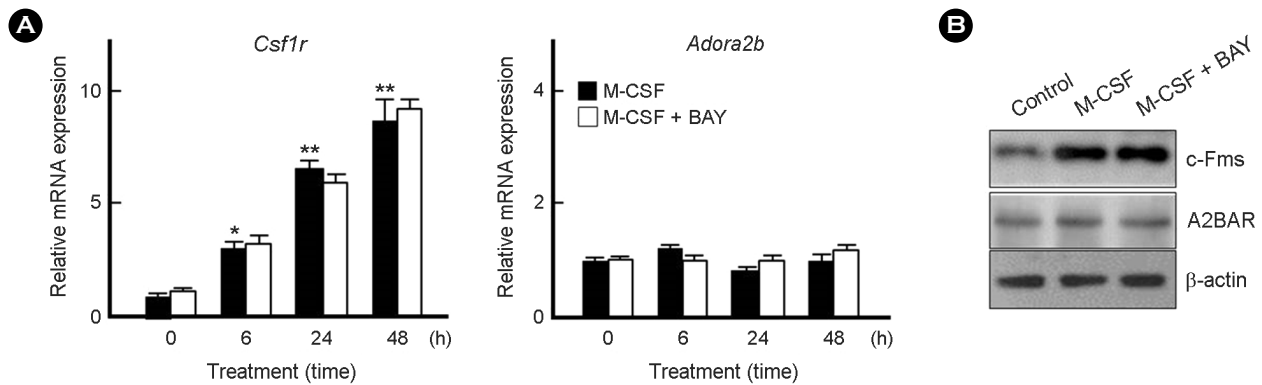 A
Csf1r
Relative mRNA expression
10
5
0
*
**
**
0 6 24 48 (h)
Treatment (time)
Adora2b
Relative mRNA expression
4
2
0
M-CSF
M-CSF + BAY
0 6 24 48 (h)
Treatment (time)
B
Control
M-CSF
M-CSF + BAY
c-Fms
A2BAR
β-actin